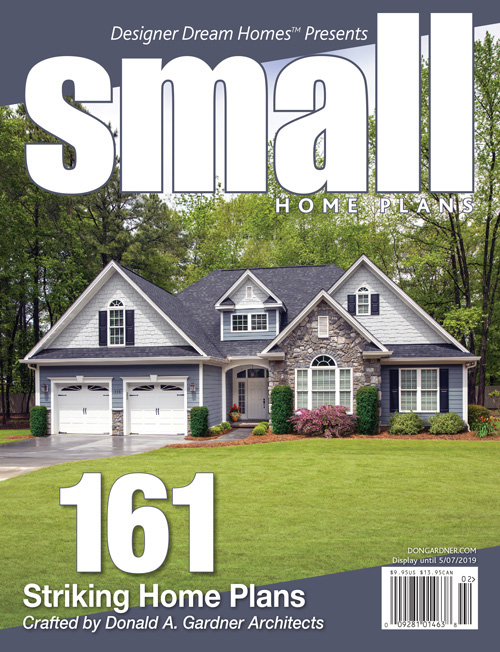 Designer Dream Homes™ Presents
small
HOME PLANS
161
Striking Home Plans
Crafted by Donald A. Gardner Architects
DONGARDNER.COM
Display until 5/07/2019
$9.95US $13.95CAN
02>
0 09281 01463 8